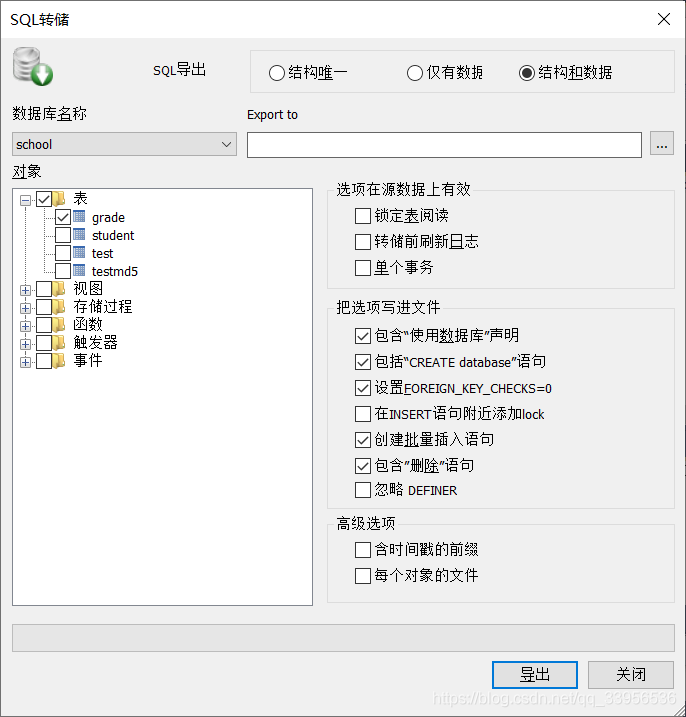 SQL转储
SQL导出
结构唯一
仅有数据
结构和数据
数据库名称
Export to
school
...
对象
表
grade
student
test
testmd5
视图
存储过程
函数
触发器
事件
选项在源数据上有效
锁定表阅读
转储前刷新日志
单个事务
把选项写进文件
包含“使用数据库”声明
包括“CREATE database”语句
设置FOREIGN_KEY_CHECKS=0
在INSERT语句附近添加lock
创建批量插入语句
包含”删除”语句
忽略 DEFINER
高级选项
含时间戳的前缀
每个对象的文件
导出
关闭
https://blog.csdn.net/qq_33956536